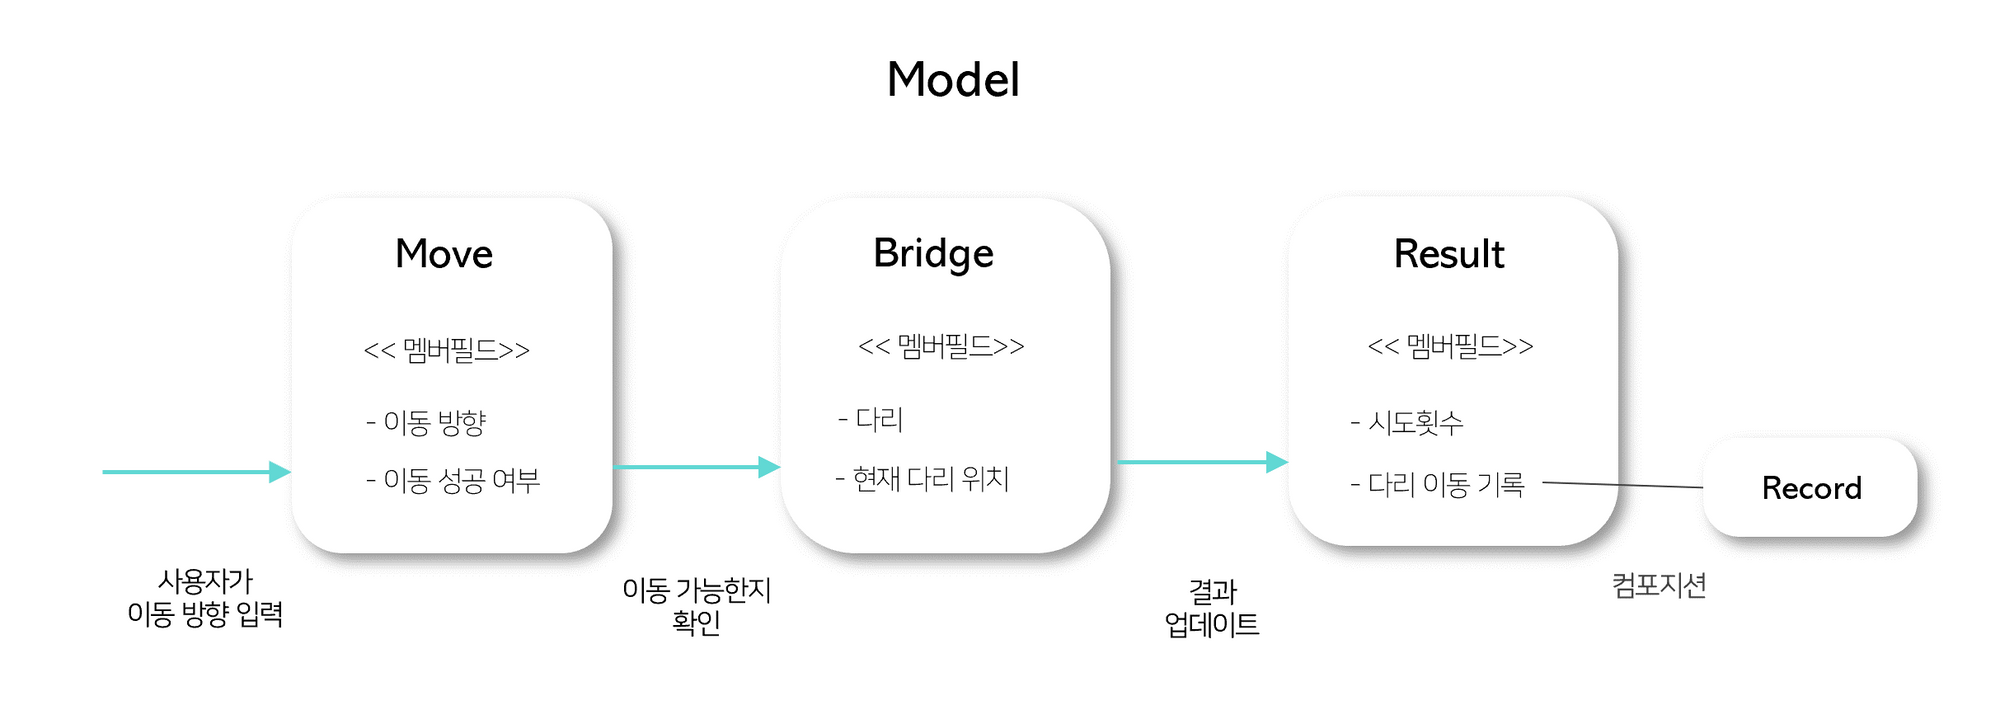 Model
Move
<< 멤버필드>>
- 이동 방향
- 이동 성공 여부
Bridge
<< 멤버필드>>
- 다리
- 현재 다리 위치
Result
<< 멤버필드>>
- 시도횟수
- 다리 이동 기록
Record
사용자가
이동 방향 입력
이동 가능한지
확인
결과
업데이트
컴포지션